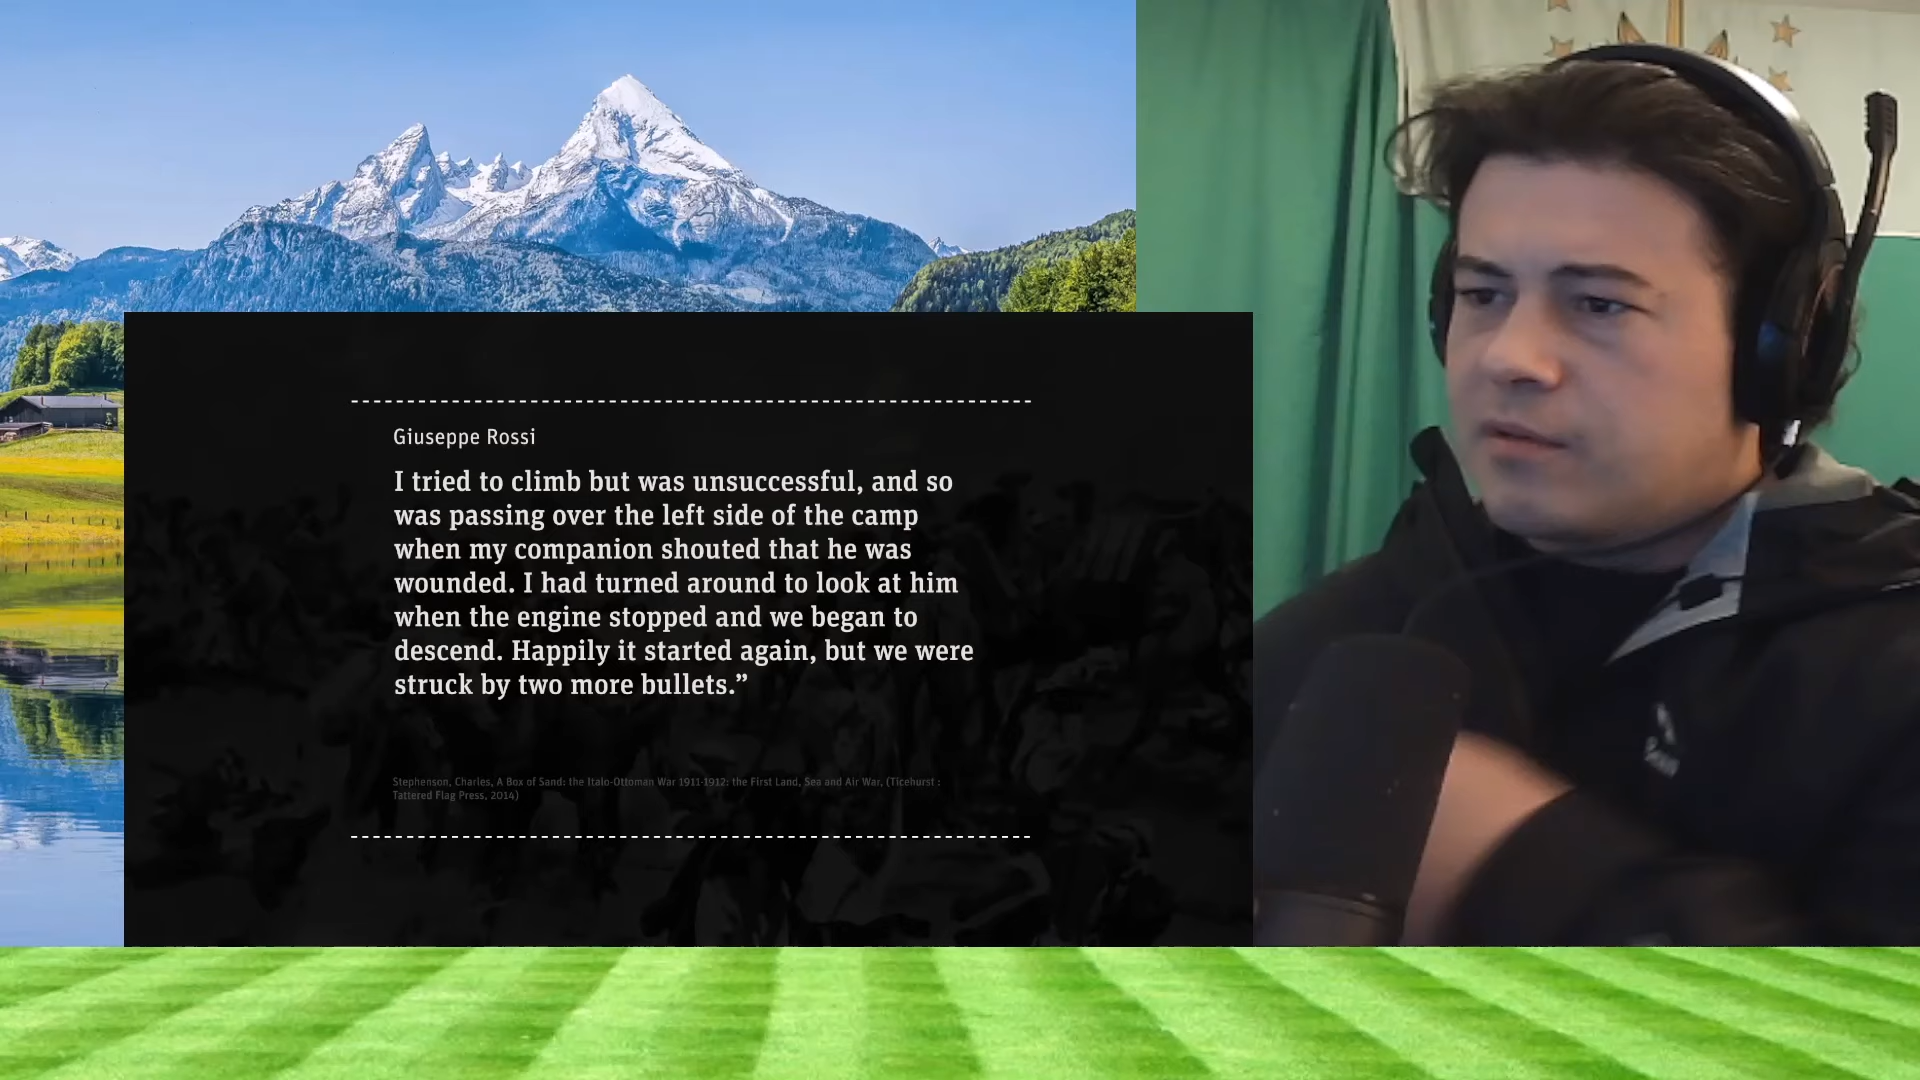 Giuseppe Rossi
I tried to climb but was unsuccessful, and so
was passing over the left side of the camp
when my companion shouted that he was
wounded. I had turned around to look at him
when the engine stopped and we began to
descend. Happily it started again, but we were
struck by two more bullets.”
Stephenson, Charles, A Box of Sand: the Italo-Ottoman War 1911-1912: the First Land, Sea and Air War, (Ticehurst :
Tattered Flag Press, 2014)